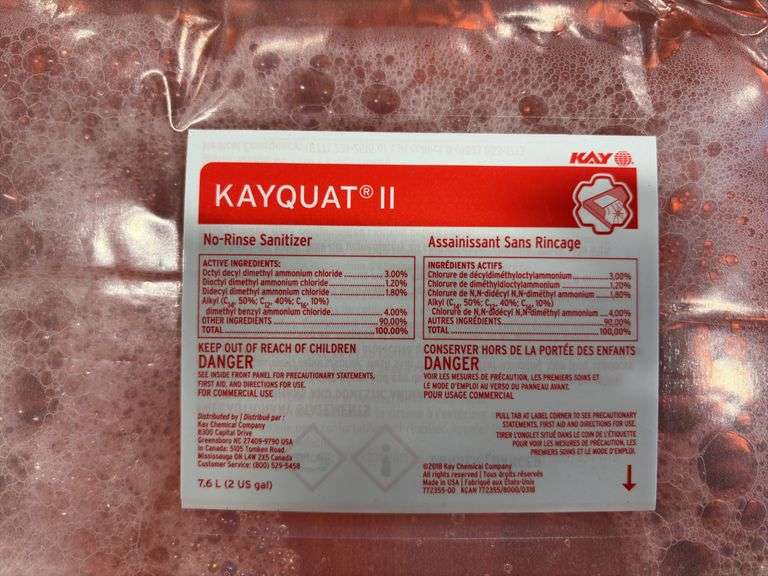 KAY
KAYQUAT® II
No-Rinse Sanitizer
ACTIVE INGREDIENTS:
Octyl decyl dimethyl ammonium chloride .......... 3.00%
Dioctyl dimethyl ammonium chloride .......... 1.20%
Didecyl dimethyl ammonium chloride .......... 1.80%
Alkyl (C14, 50%; C12, 40%; C16, 10%)
dimethyl benzyl ammonium chloride .......... 4.00%
OTHER INGREDIENTS .......... 90.00%
TOTAL .......... 100.00%
KEEP OUT OF REACH OF CHILDREN
DANGER
SEE INSIDE FRONT PANEL FOR PRECAUTIONARY STATEMENTS,
FIRST AID, AND DIRECTIONS FOR USE.
FOR COMMERCIAL USE
Distributed by | Distribué par :
Kay Chemical Company
8300 Capital Drive
Greensboro NC 27409-9790 USA
in Canada: 5105 Tomken Road
Mississauga ON L4W 2X5 Canada
Customer Service: (800) 529-5458
7.6 L (2 US gal)
Assainissant Sans Rincage
INGRÉDIENTS ACTIFS
Chlorure de décyldiméthyloctylammonium .......... 3.00%
Chlorure de diméthyldioctylammonium .......... 1.20%
Chlorure de N,N-didécyl N,N-diméthyl ammonium .......... 1.80%
Alkyl (C14, 50%; C12, 40%; C16, 10%)
Chlorure de N,N-didécyl N,N-diméthyl ammonium .......... 4.00%
AUTRES INGRÉDIENTS .......... 90.00%
TOTAL .......... 100,00%
CONSERVER HORS DE LA PORTÉE DES ENFANTS
DANGER
VOIR LES MESURES DE PRÉCAUTION, LES PREMIERS SOINS ET
LE MODE D'EMPLOI AU VERSO DU PANNEAU AVANT.
POUR USAGE COMMERCIAL
PULL TAB AT LABEL CORNER TO SEE PRECAUTIONARY
STATEMENTS, FIRST AID AND DIRECTIONS FOR USE.
TIRER L'ONGLET SITUÉ DANS LE COIN DE L'ÉTIQUETTE
POUR VOIR LES MESURES DE PRÉCAUTION, LES
PREMIERS SOINS ET LE MODE D'EMPLOI.
©2018 Kay Chemical Company
All rights reserved | Tous droits réservés
Made in USA | Fabriqué aux États-Unis
772355-00 KCAN 772355/8000/0318